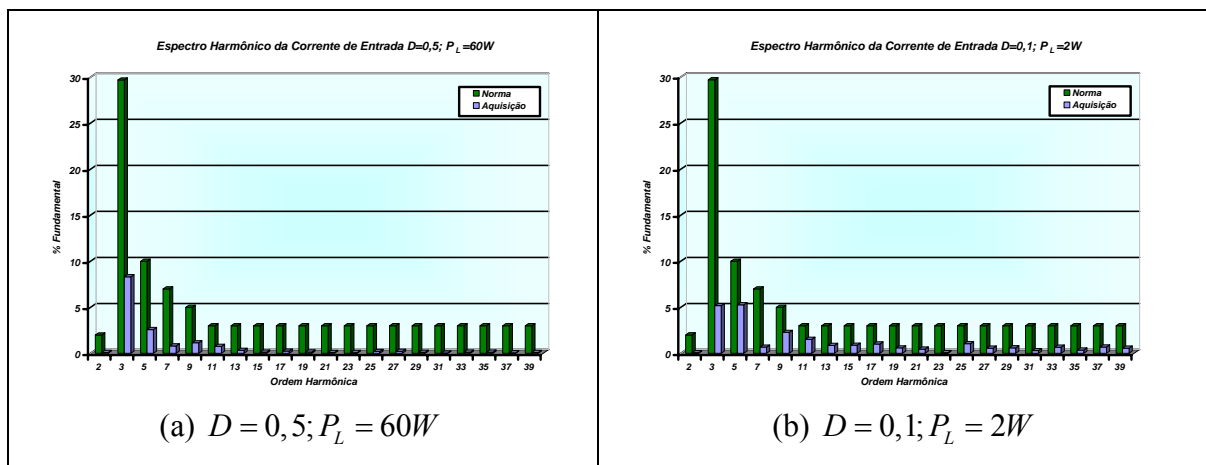 Espectro Harmônico da Corrente de Entrada D=0,5; P L =60W
30
25
20
15
10
5
0
% Fundamental
Norma
Aquisição
2 3 5 7 9 11 13 15 17 19 21 23 25 27 29 31 33 35 37 39
Ordem Harmônica
(a) D = 0,5; P_L = 60W
Espectro Harmônico da Corrente de Entrada D=0,1; P L =2W
30
25
20
15
10
5
0
% Fundamental
Norma
Aquisição
2 3 5 7 9 11 13 15 17 19 21 23 25 27 29 31 33 35 37 39
Ordem Harmônica
(b) D = 0,1; P_L = 2W